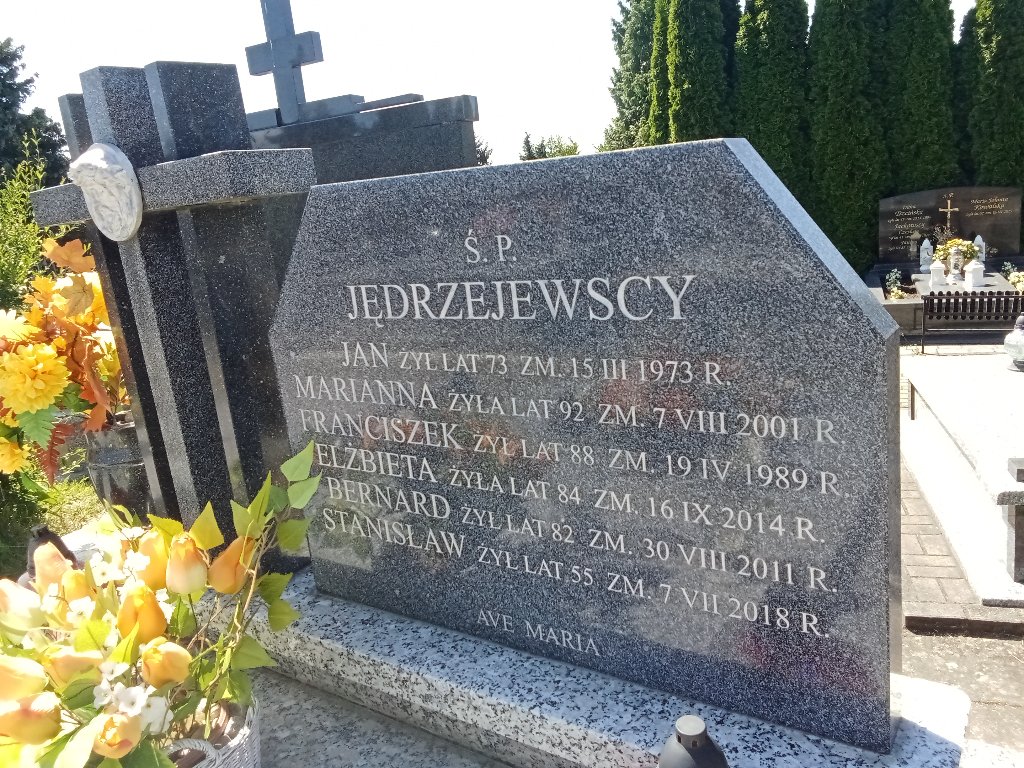 Ś. P.
JĘDRZEJEWSCY
JAN ŻYŁ LAT 73 ZM. 15 III 1973 R.
MARIANNA ŻYŁA LAT 92 ZM. 7 VIII 2001 R.
FRANCISZEK ŻYŁ LAT 88 ZM. 19 IV 1989 R.
ELŻBIETA ŻYŁA LAT 84 ZM. 16 IX 2014 R.
BERNARD ŻYŁ LAT 82 ZM. 30 VIII 2011 R.
STANISŁAW ŻYŁ LAT 55 ZM. 7 VII 2018 R.
AVE MARIA